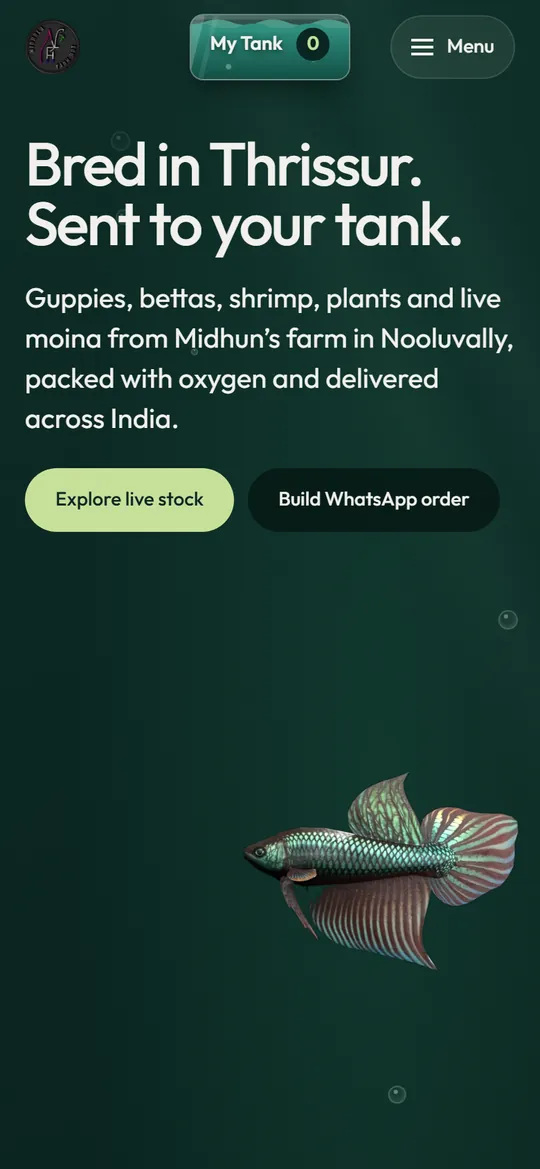 My Tank 0
Menu
Bred in Thrissur.
Sent to your tank.
Guppies, bettas, shrimp, plants and live
moina from Midhun’s farm in Nooluvally,
packed with oxygen and delivered
across India.
Explore live stock
Build WhatsApp order